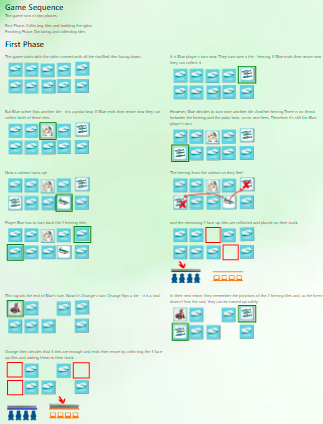 Game Sequence
The game runs in two phases
First Phase: Collecting tiles and building the igloo
Finishing Phase: Declaring and collecting tiles
First Phase
The game starts with the table covered with all the shuffled tiles facing down.
It is Blue player's turn now. They turn over a tile - herring. If Blue ends their move now,
they can collect it.
But Blue rather flips another tile - it is a polar bear. If Blue ends their move now they can
collect both of these tiles.
However, Blue decides to turn over another tile. Another herring. There is no threat
between the herring and the polar bear, so no one flees. Therefore it's still the Blue
player's turn.
Now a salmon turns up!
The herring fears the salmon so they flee!
Player Blue has to turn back the 2 herring tiles
and the remaining face up tiles are collected and placed on their stack
This signals the end of Blue's turn. Now it's Orange's turn. Orange flips a tile - it is a seal
In their next move, they remember the positions of the 2 herring tiles and, as the herring
doesn't fear the seal, they can be turned up safely
Orange then decides that 3 tiles are enough and ends their move by collecting the 3 face
up tiles and adding them to their stack